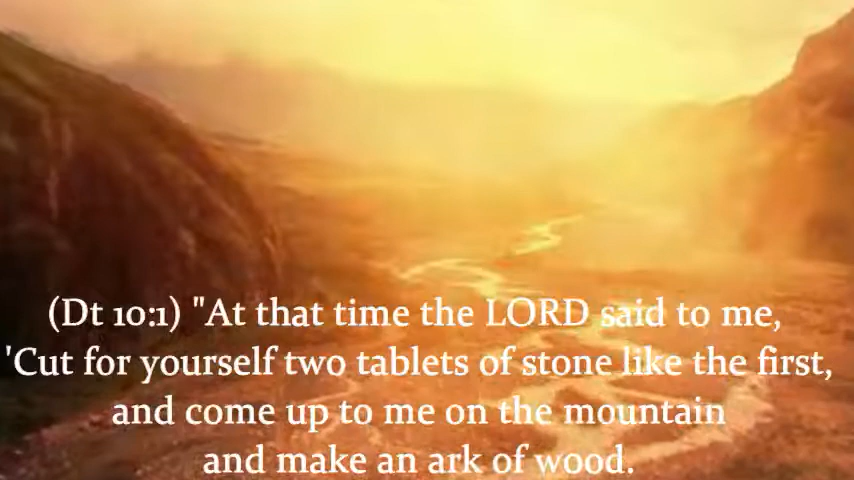 (Dt 10:1) "At that time the LORD said to me,
'Cut for yourself two tablets of stone like the first,
and come up to me on the mountain
and make an ark of wood.